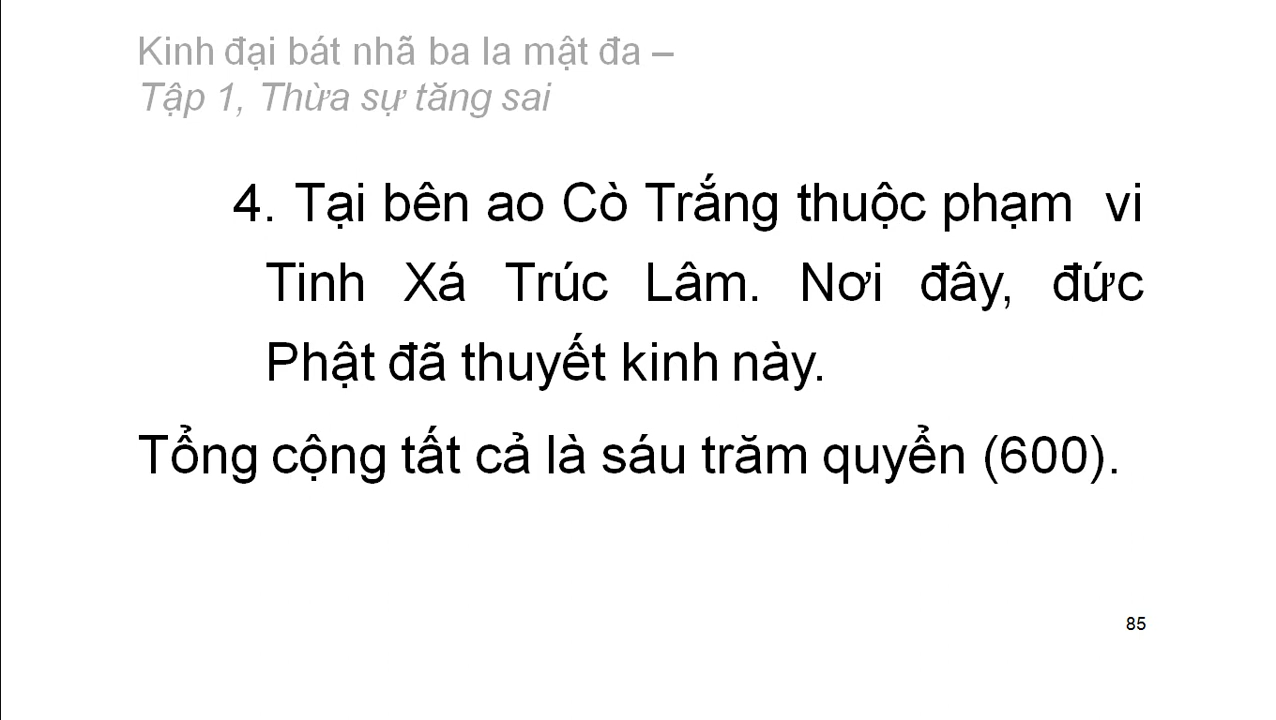 Kinh đại bát nhã ba la mật đa –
Tập 1, Thừa sự tăng sai
4. Tại bên ao Cò Trắng thuộc phạm vi
Tinh Xá Trúc Lâm. Nơi đây, đức
Phật đã thuyết kinh này.
Tổng cộng tất cả là sáu trăm quyển (600).
85